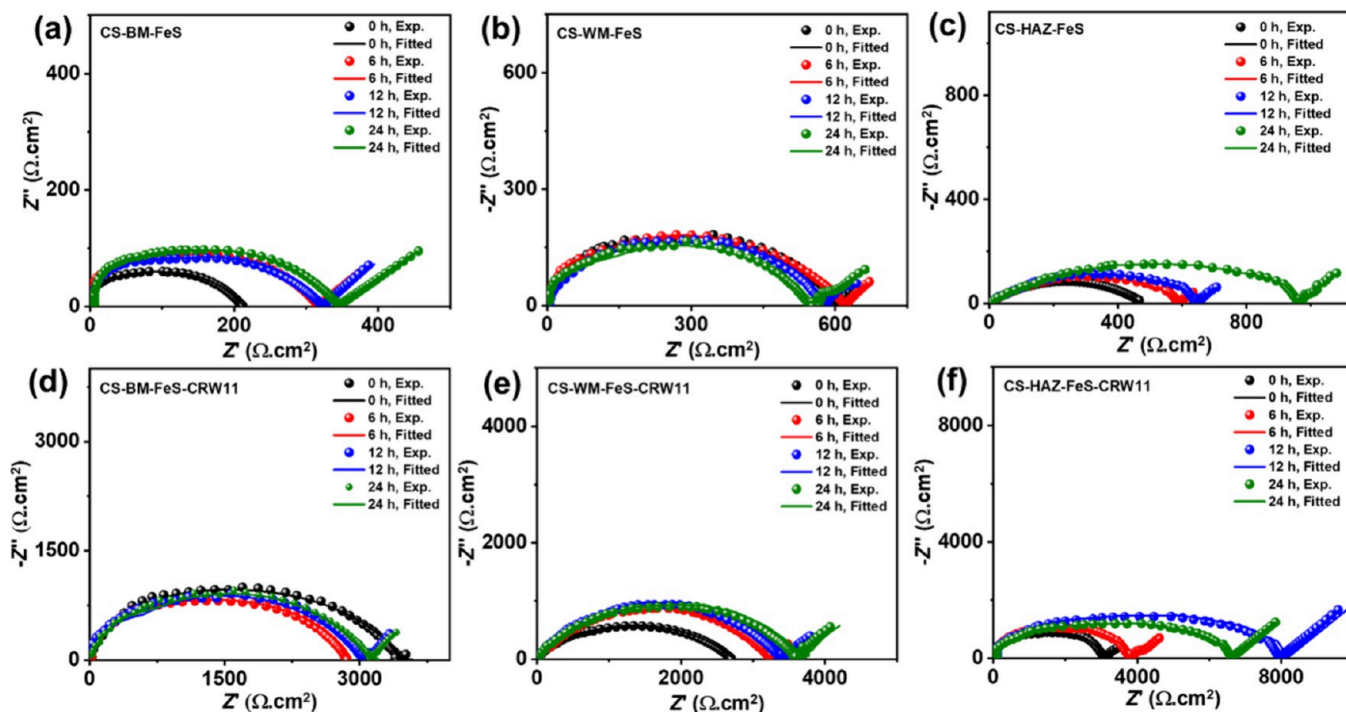 (a)
CS-BM-FeS
0 h, Exp.
0 h, Fitted
6 h, Exp.
6 h, Fitted
12 h, Exp.
12 h, Fitted
24 h, Exp.
24 h, Fitted
400
200
0
Z'' (Ω.cm²)
0 200 400
Z' (Ω.cm²)
(b)
CS-WM-FeS
0 h, Exp.
0 h, Fitted
6 h, Exp.
6 h, Fitted
12 h, Exp.
12 h, Fitted
24 h, Exp.
24 h, Fitted
600
300
0
-Z'' (Ω.cm²)
0 300 600
Z' (Ω.cm²)
(c)
CS-HAZ-FeS
0 h, Exp.
0 h, Fitted
6 h, Exp.
6 h, Fitted
12 h, Exp.
12 h, Fitted
24 h, Exp.
24 h, Fitted
800
400
0
-Z'' (Ω.cm²)
0 400 800
Z' (Ω.cm²)
(d)
CS-BM-FeS-CRW11
0 h, Exp.
0 h, Fitted
6 h, Exp.
6 h, Fitted
12 h, Exp.
12 h, Fitted
24 h, Exp.
24 h, Fitted
3000
1500
0
-Z'' (Ω.cm²)
0 1500 3000
Z' (Ω.cm²)
(e)
CS-WM-FeS-CRW11
0 h, Exp.
0 h, Fitted
6 h, Exp.
6 h, Fitted
12 h, Exp.
12 h, Fitted
24 h, Exp.
24 h, Fitted
4000
2000
0
-Z'' (Ω.cm²)
0 2000 4000
Z' (Ω.cm²)
(f)
CS-HAZ-FeS-CRW11
0 h, Exp.
0 h, Fitted
6 h, Exp.
6 h, Fitted
12 h, Exp.
12 h, Fitted
24 h, Exp.
24 h, Fitted
8000
4000
0
-Z'' (Ω.cm²)
0 4000 8000
Z' (Ω.cm²)